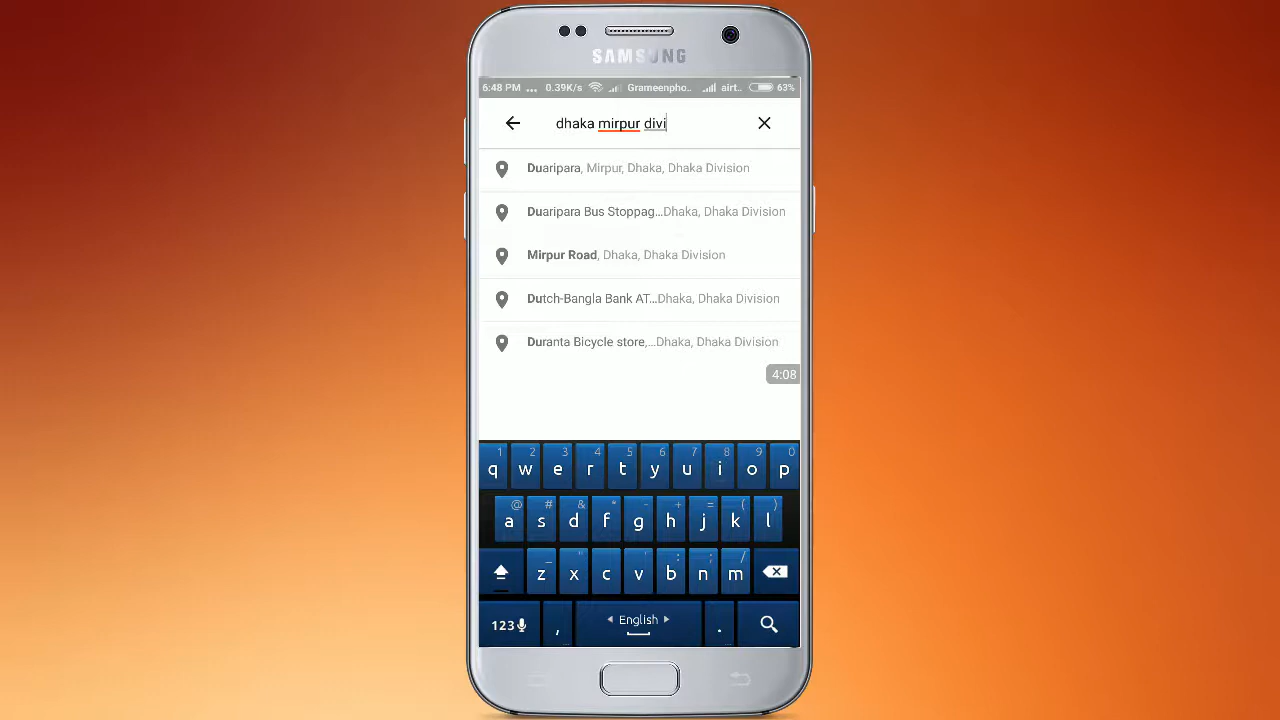 SAMSUNG
6:48 PM ... 0.39K/s Grameenpho.. airt.. 63%
dhaka mirpur divi
Duaripara, Mirpur, Dhaka, Dhaka Division
Duaripara Bus Stoppag...Dhaka, Dhaka Division
Mirpur Road, Dhaka, Dhaka Division
Dutch-Bangla Bank AT...Dhaka, Dhaka Division
Duranta Bicycle store,...Dhaka, Dhaka Division
4:08
1 2 3 4 5 6 7 8 9 0
q w e r t y u i o p
@ # & * - + = ( )
a s d f g h j k l
_ " ' : ; /
z x c v b n m
123 , English .